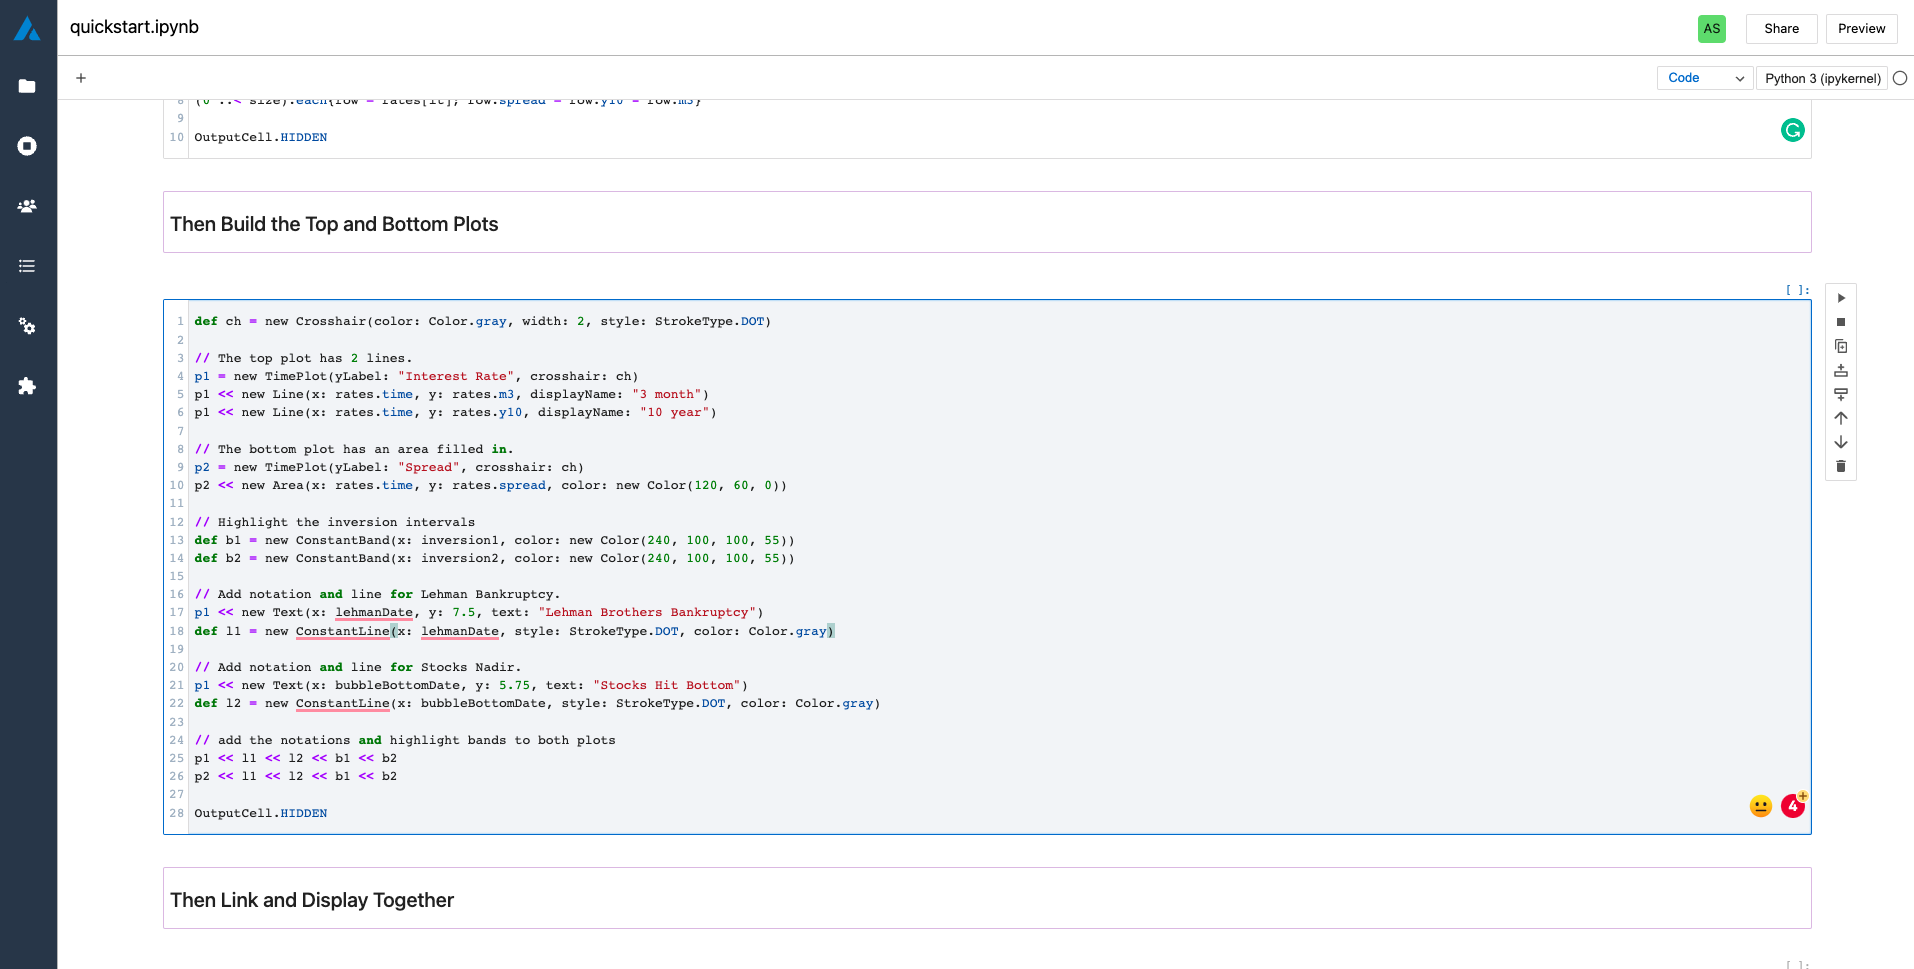 quickstart.ipynb
AS
Share
Preview
+
Code
Python 3 (ipykernel)
8 (0 ..< size).each{row = rates[it]; row.spread = row.y10 - row.m3}
9
10 OutputCell.HIDDEN
Then Build the Top and Bottom Plots
[ ]:
1 def ch = new Crosshair(color: Color.gray, width: 2, style: StrokeType.DOT)
2
3 // The top plot has 2 lines.
4 p1 = new TimePlot(yLabel: "Interest Rate", crosshair: ch)
5 p1 << new Line(x: rates.time, y: rates.m3, displayName: "3 month")
6 p1 << new Line(x: rates.time, y: rates.y10, displayName: "10 year")
7
8 // The bottom plot has an area filled in.
9 p2 = new TimePlot(yLabel: "Spread", crosshair: ch)
10 p2 << new Area(x: rates.time, y: rates.spread, color: new Color(120, 60, 0))
11
12 // Highlight the inversion intervals
13 def b1 = new ConstantBand(x: inversion1, color: new Color(240, 100, 100, 55))
14 def b2 = new ConstantBand(x: inversion2, color: new Color(240, 100, 100, 55))
15
16 // Add notation and line for Lehman Bankruptcy.
17 p1 << new Text(x: lehmanDate, y: 7.5, text: "Lehman Brothers Bankruptcy")
18 def l1 = new ConstantLine(x: lehmanDate, style: StrokeType.DOT, color: Color.gray)
19
20 // Add notation and line for Stocks Nadir.
21 p1 << new Text(x: bubbleBottomDate, y: 5.75, text: "Stocks Hit Bottom")
22 def l2 = new ConstantLine(x: bubbleBottomDate, style: StrokeType.DOT, color: Color.gray)
23
24 // add the notations and highlight bands to both plots
25 p1 << l1 << l2 << b1 << b2
26 p2 << l1 << l2 << b1 << b2
27
28 OutputCell.HIDDEN
4
Then Link and Display Together
[ ]: